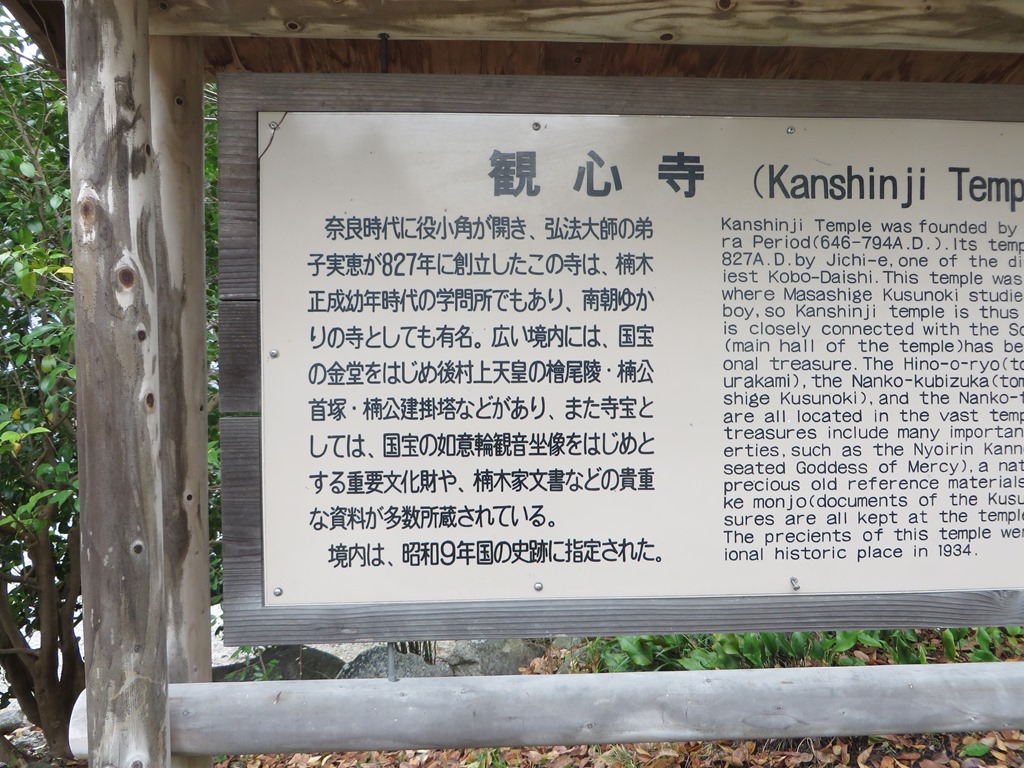 観心寺 (Kanshinji Temp
奈良時代に役小角が開き、弘法大師の弟
子実恵が827年に創立したこの寺は、楠木
正成幼年時代の学問所でもあり、南朝ゆか
りの寺としても有名。広い境内には、国宝
の金堂をはじめ後村上天皇の檜尾陵・楠公
首塚・楠公建掛塔などがあり、また寺宝と
しては、国宝の如意輪観音坐像をはじめと
する重要文化財や、楠木家文書などの貴重
な資料が多数所蔵されている。
境内は、昭和9年国の史跡に指定された。
Kanshinji Temple was founded by
ra Period(646-794A.D.).Its temp
827A.D.by Jichi-e,one of the di
iest Kobo-Daishi.This temple was
where Masashige Kusunoki studie
boy,so Kanshinji temple is thus
is closely connected with the So
(main hall of the temple)has be
onal treasure.The Hino-o-ryo(to
urakami),the Nanko-kubizuka(tom
shige Kusunoki),and the Nanko-t
are all located in the vast temp
treasures include many importan
erties,such as the Nyoirin Kann
seated Goddess of Mercy),a nat
precious old reference materials
ke monjo(documents of the Kusu
sures are all kept at the temple
The precients of this temple wer
ional historic place in 1934.